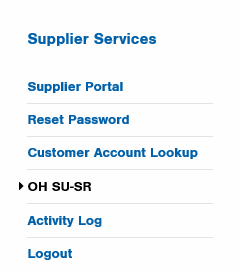 Supplier Services
Supplier Portal
Reset Password
Customer Account Lookup
OH SU-SR
Activity Log
Logout